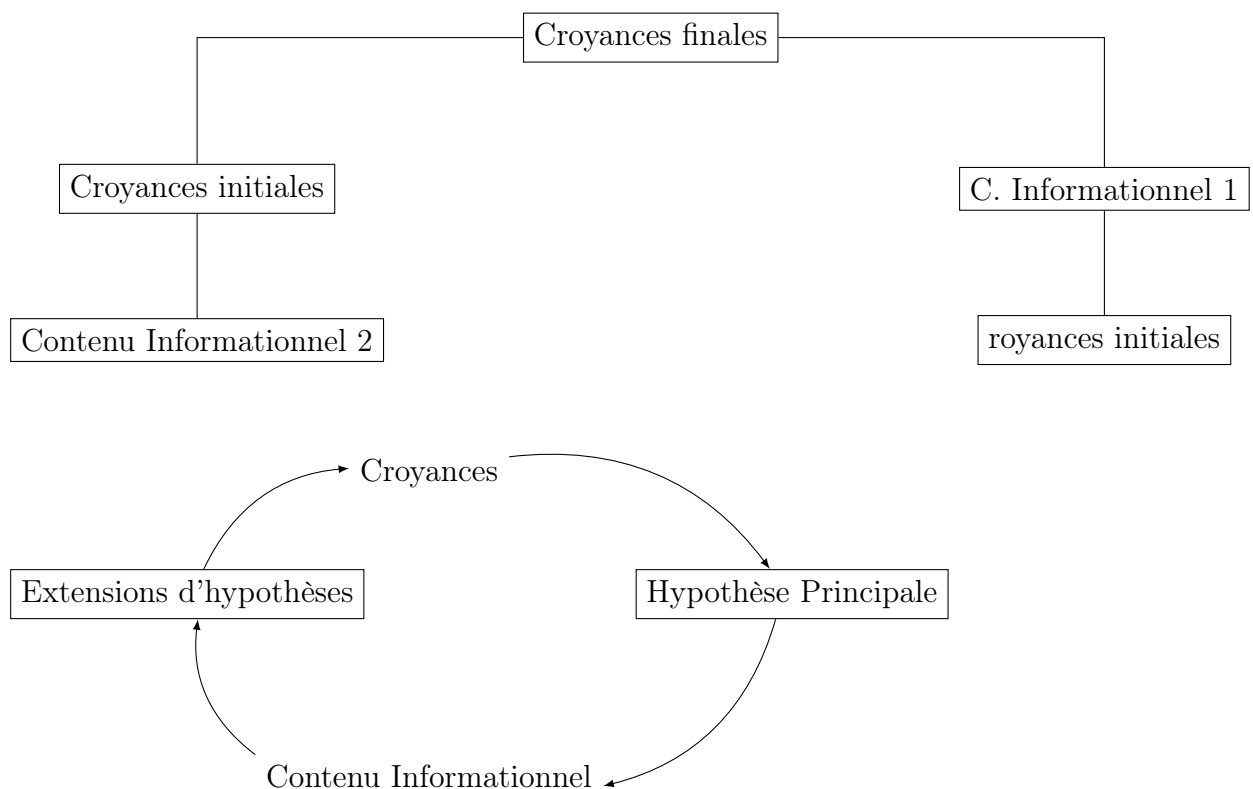 Croyances finales
Croyances initiales
C. Informationnel 1
Contenu Informationnel 2
royances initiales
Croyances
Extensions d'hypothèses
Hypothèse Principale
Contenu Informationnel